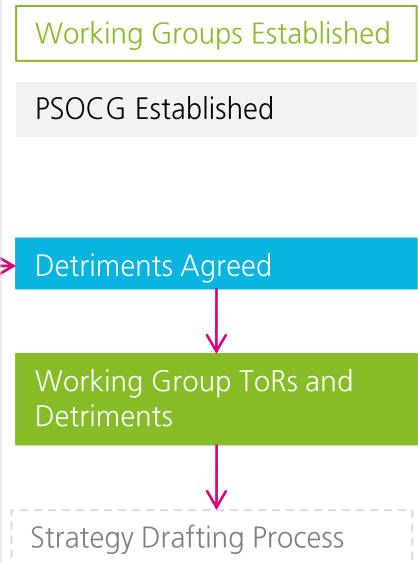 Working Groups Established
PSOCG Established
Detriments Agreed
Working Group ToRs and
Detriments
Strategy Drafting Process